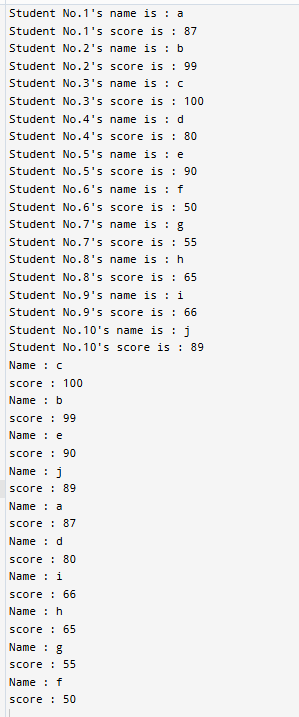 Student No.1's name is : a
Student No.1's score is : 87
Student No.2's name is : b
Student No.2's score is : 99
Student No.3's name is : c
Student No.3's score is : 100
Student No.4's name is : d
Student No.4's score is : 80
Student No.5's name is : e
Student No.5's score is : 90
Student No.6's name is : f
Student No.6's score is : 50
Student No.7's name is : g
Student No.7's score is : 55
Student No.8's name is : h
Student No.8's score is : 65
Student No.9's name is : i
Student No.9's score is : 66
Student No.10's name is : j
Student No.10's score is : 89
Name : c
score : 100
Name : b
score : 99
Name : e
score : 90
Name : j
score : 89
Name : a
score : 87
Name : d
score : 80
Name : i
score : 66
Name : h
score : 65
Name : g
score : 55
Name : f
score : 50